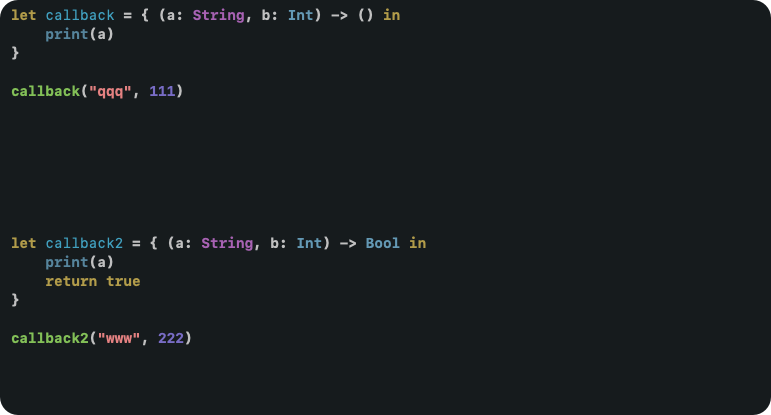 let callback = { (a: String, b: Int) -> () in
    print(a)
}
callback("qqq", 111)
let callback2 = { (a: String, b: Int) -> Bool in
    print(a)
    return true
}
callback2("www", 222)